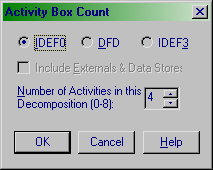 Activity Box Count
IDEF0 DFD IDEF3
Include Externals & Data Stores
Number of Activities in this
Decomposition (0-8): 4
OK Cancel Help